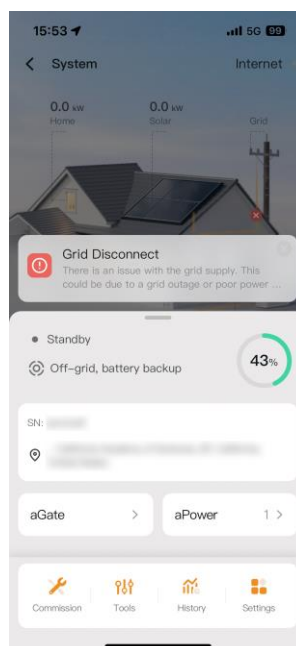 15:53 5G 99
System Internet
0.0 kW 0.0 kW
Home Solar Grid
Grid Disconnect
There is an issue with the grid supply. This
could be due to a grid outage or poor power ...
Standby
Off-grid, battery backup
43%
SN:
aGate aPower 1
Commission Tools History Settings